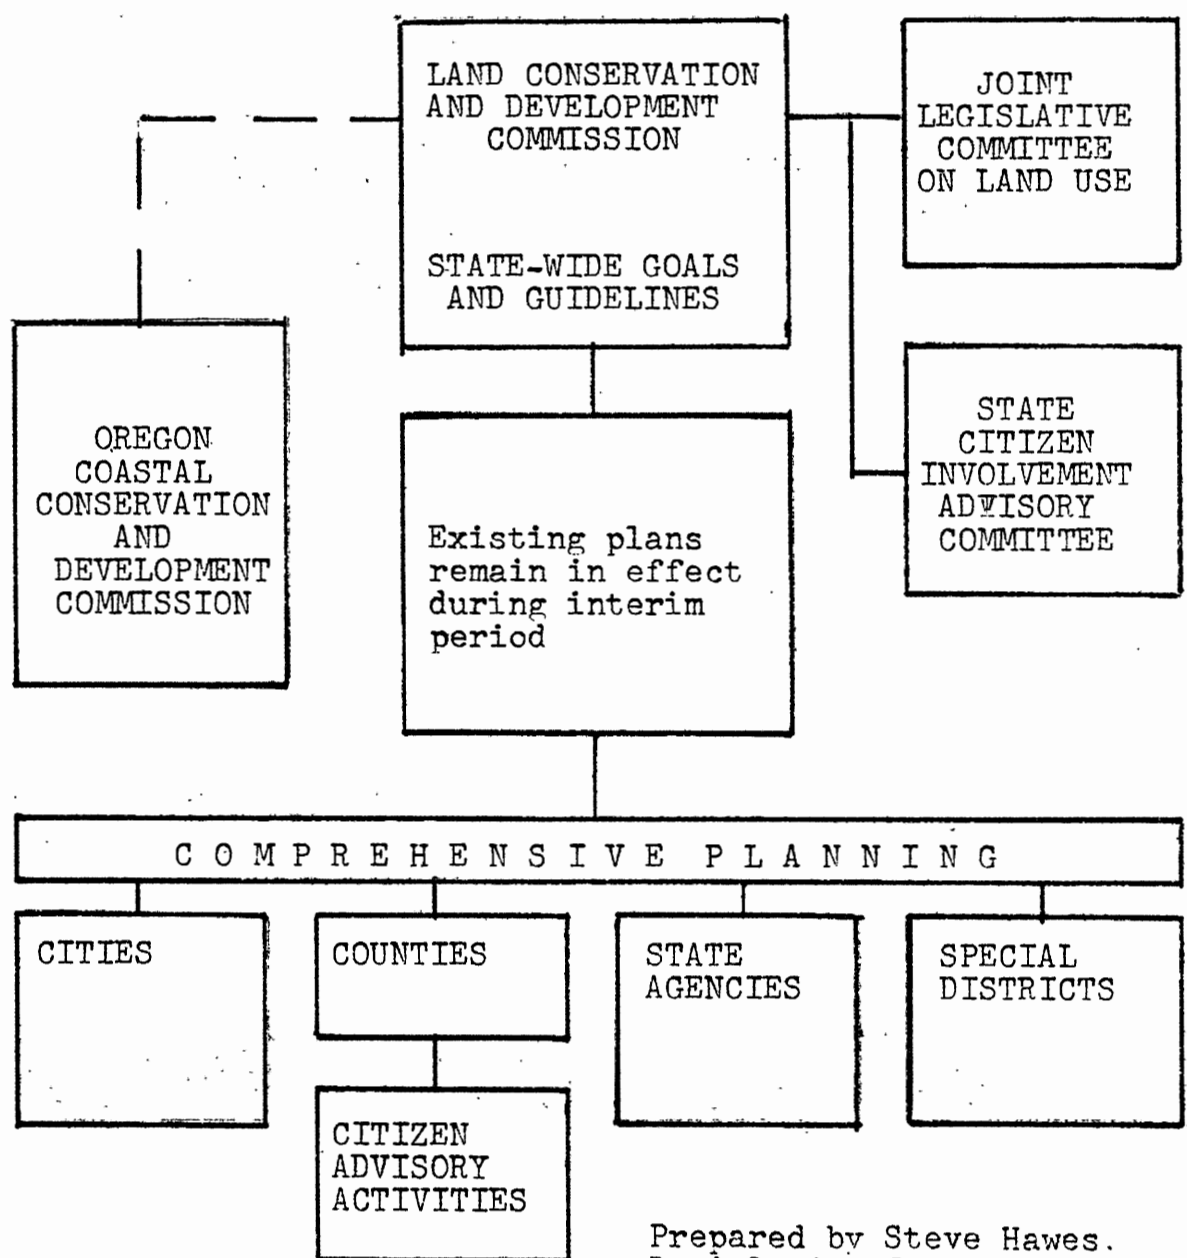 LAND CONSERVATION
AND DEVELOPMENT
COMMISSION
STATE-WIDE GOALS
AND GUIDELINES
JOINT
LEGISLATIVE
COMMITTEE
ON LAND USE
OREGON
COASTAL
CONSERVATION
AND
DEVELOPMENT
COMMISSION
STATE
CITIZEN
INVOLVEMENT
ADVISORY
COMMITTEE
Existing plans
remain in effect
during interim
period
COMPREHENSIVE PLANNING
CITIES
COUNTIES
STATE
AGENCIES
SPECIAL
DISTRICTS
CITIZEN
ADVISORY
ACTIVITIES
Prepared by Steve Hawes.